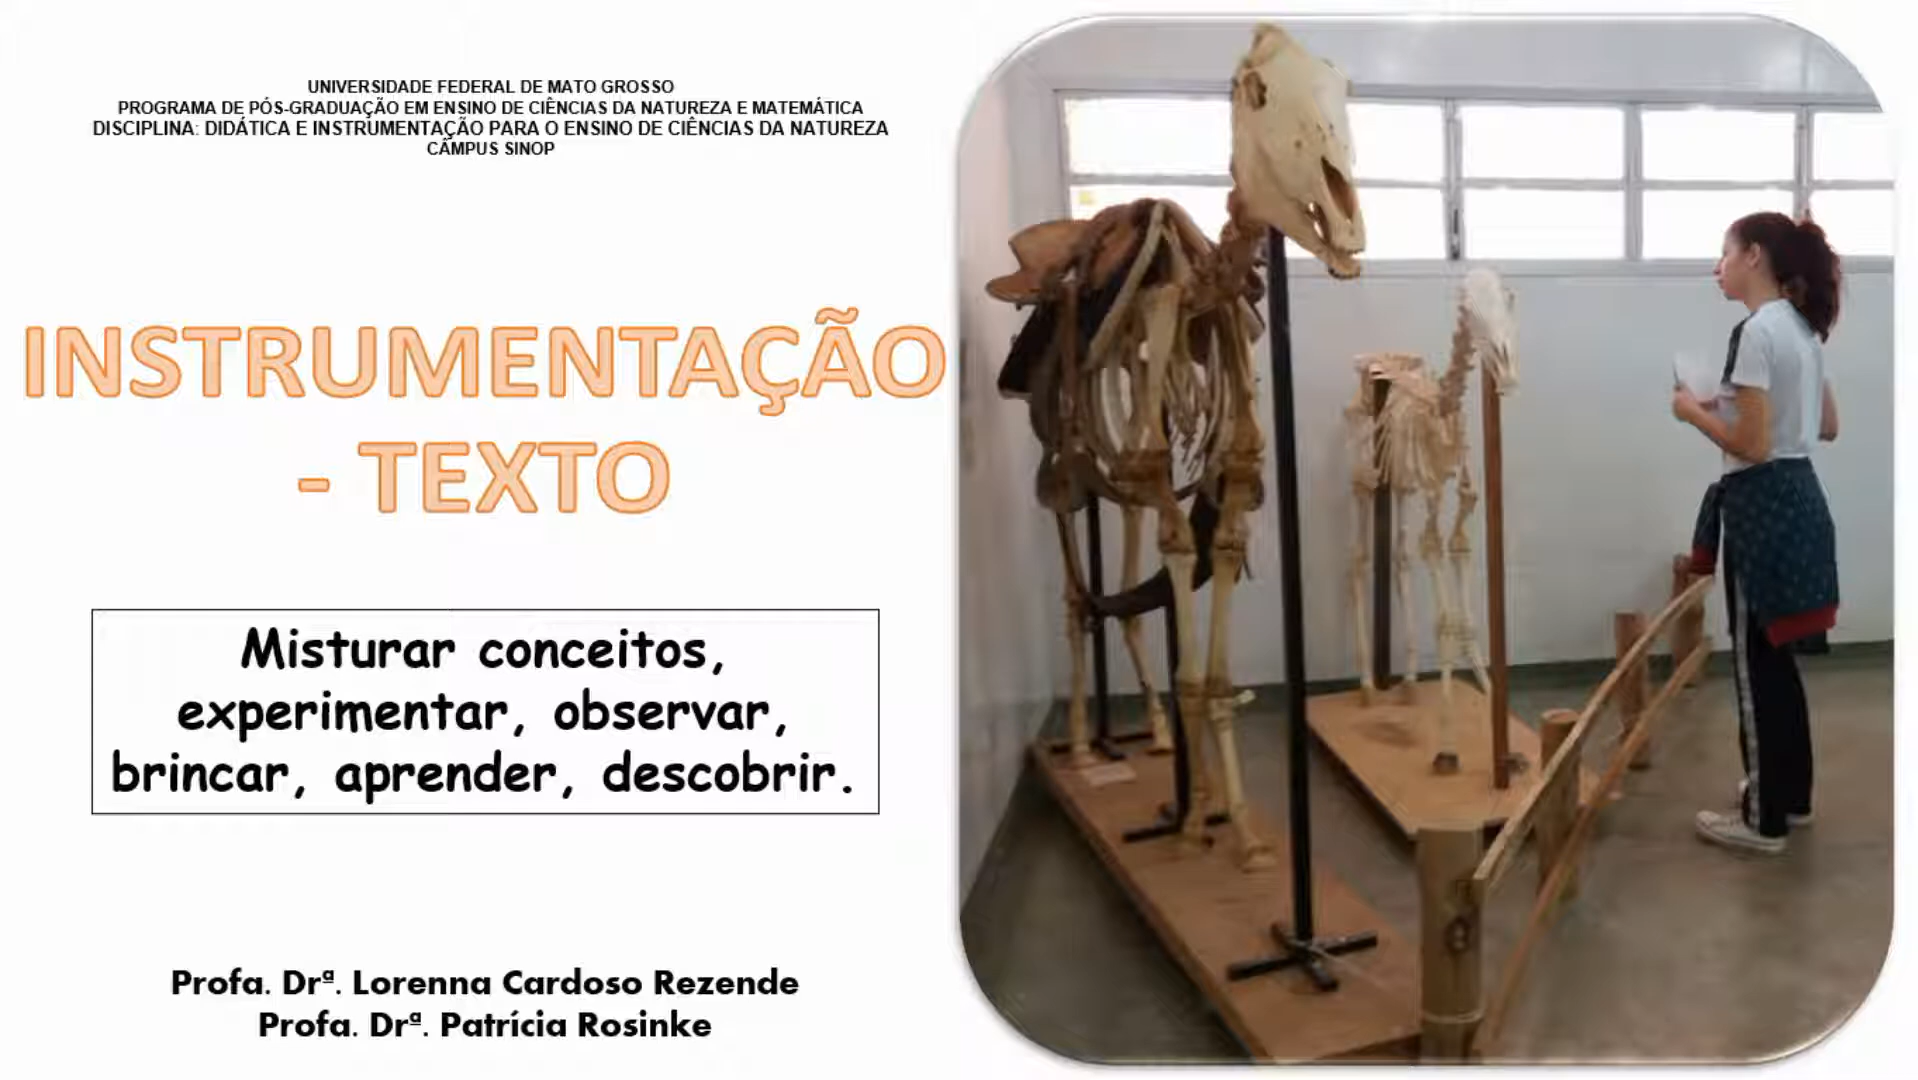 UNIVERSIDADE FEDERAL DE MATO GROSSO
PROGRAMA DE PÓS-GRADUAÇÃO EM ENSINO DE CIÊNCIAS DA NATUREZA E MATEMÁTICA
DISCIPLINA: DIDÁTICA E INSTRUMENTAÇÃO PARA O ENSINO DE CIÊNCIAS DA NATUREZA
CÂMPUS SINOP
INSTRUMENTAÇÃO
- TEXTO
Misturar conceitos,
experimentar, observar,
brincar, aprender, descobrir.
Profa. Drª. Lorenna Cardoso Rezende
Profa. Drª. Patrícia Rosinke